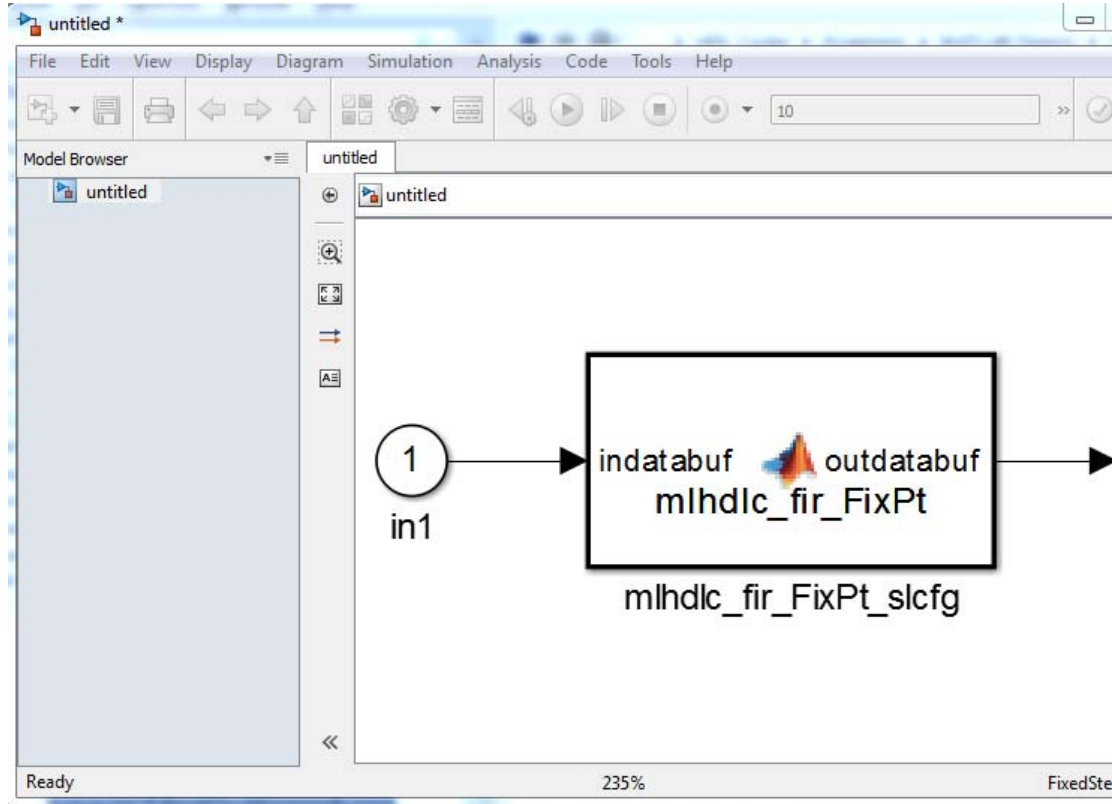 untitled *
File Edit View Display Diagram Simulation Analysis Code Tools Help
10
Model Browser
untitled
untitled
untitled
1
in1
indatabuf
outdatabuf
mlhdlc_fir_FixPt
mlhdlc_fir_FixPt_slcfg
Ready
235%
FixedSte